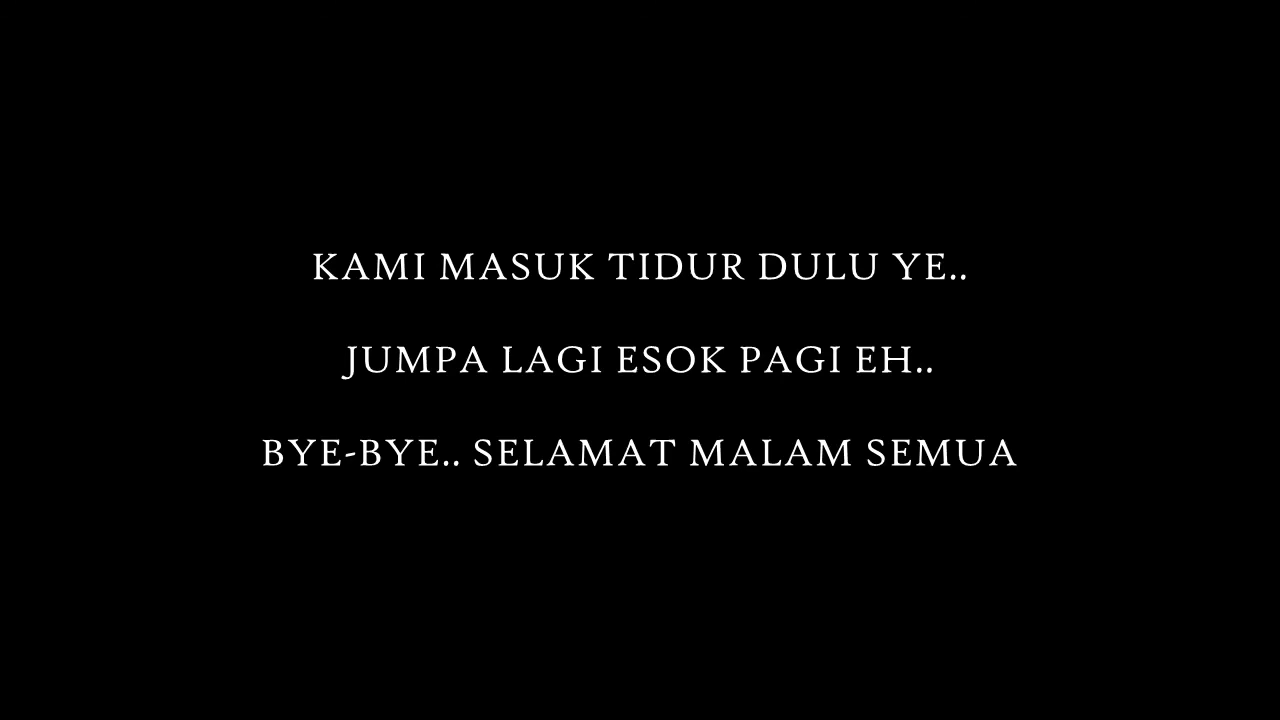 KAMI MASUK TIDUR DULU YE..
JUMPA LAGI ESOK PAGI EH..
BYE-BYE.. SELAMAT MALAM SEMUA